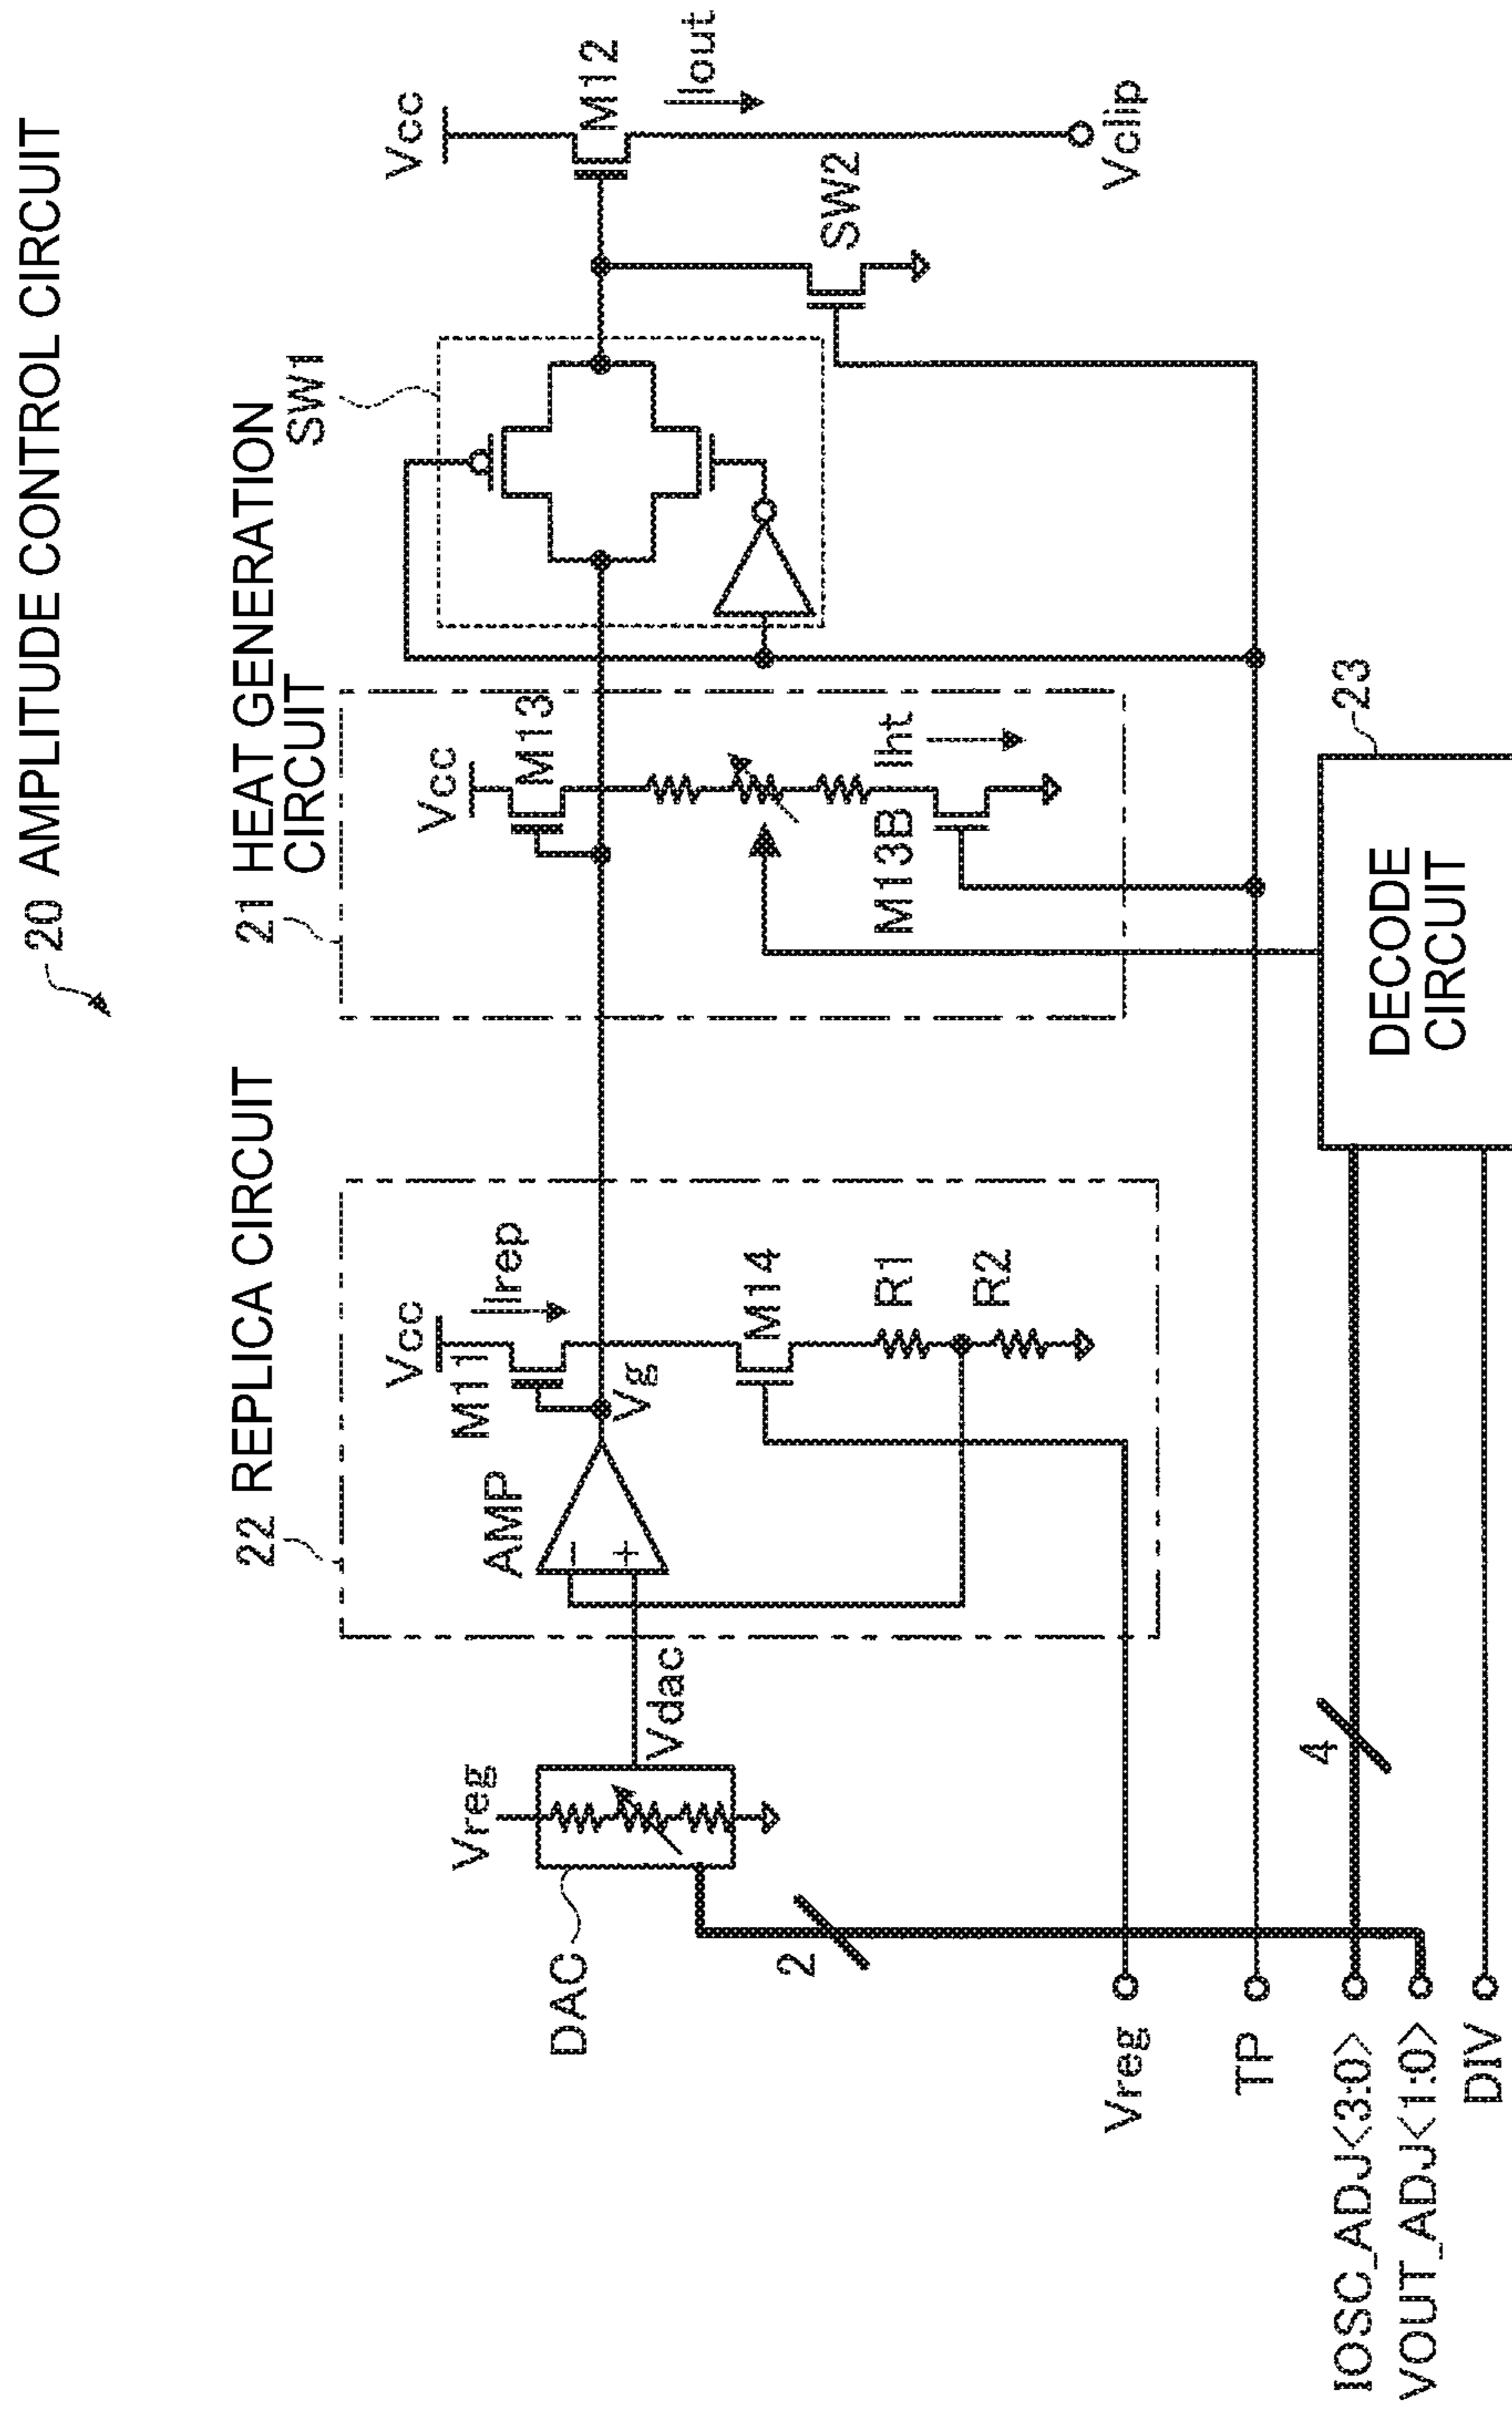 20 AMPLITUDE CONTROL CIRCUIT
22 REPLICA CIRCUIT
21 HEAT GENERATION
CIRCUIT
SW1
Vcc
M11
Irep
Vcc
M13
Vcc
M12
Iout
AMP
−
+
Vg
Vreg
DAC
Vdac
M14
R1
R2
M13B
Iht
SW2
Vclip
2
Vreg
TP
4
23
DECODE
CIRCUIT
IOSC_ADJ<3:0>
VOUT_ADJ<1:0>
DIV